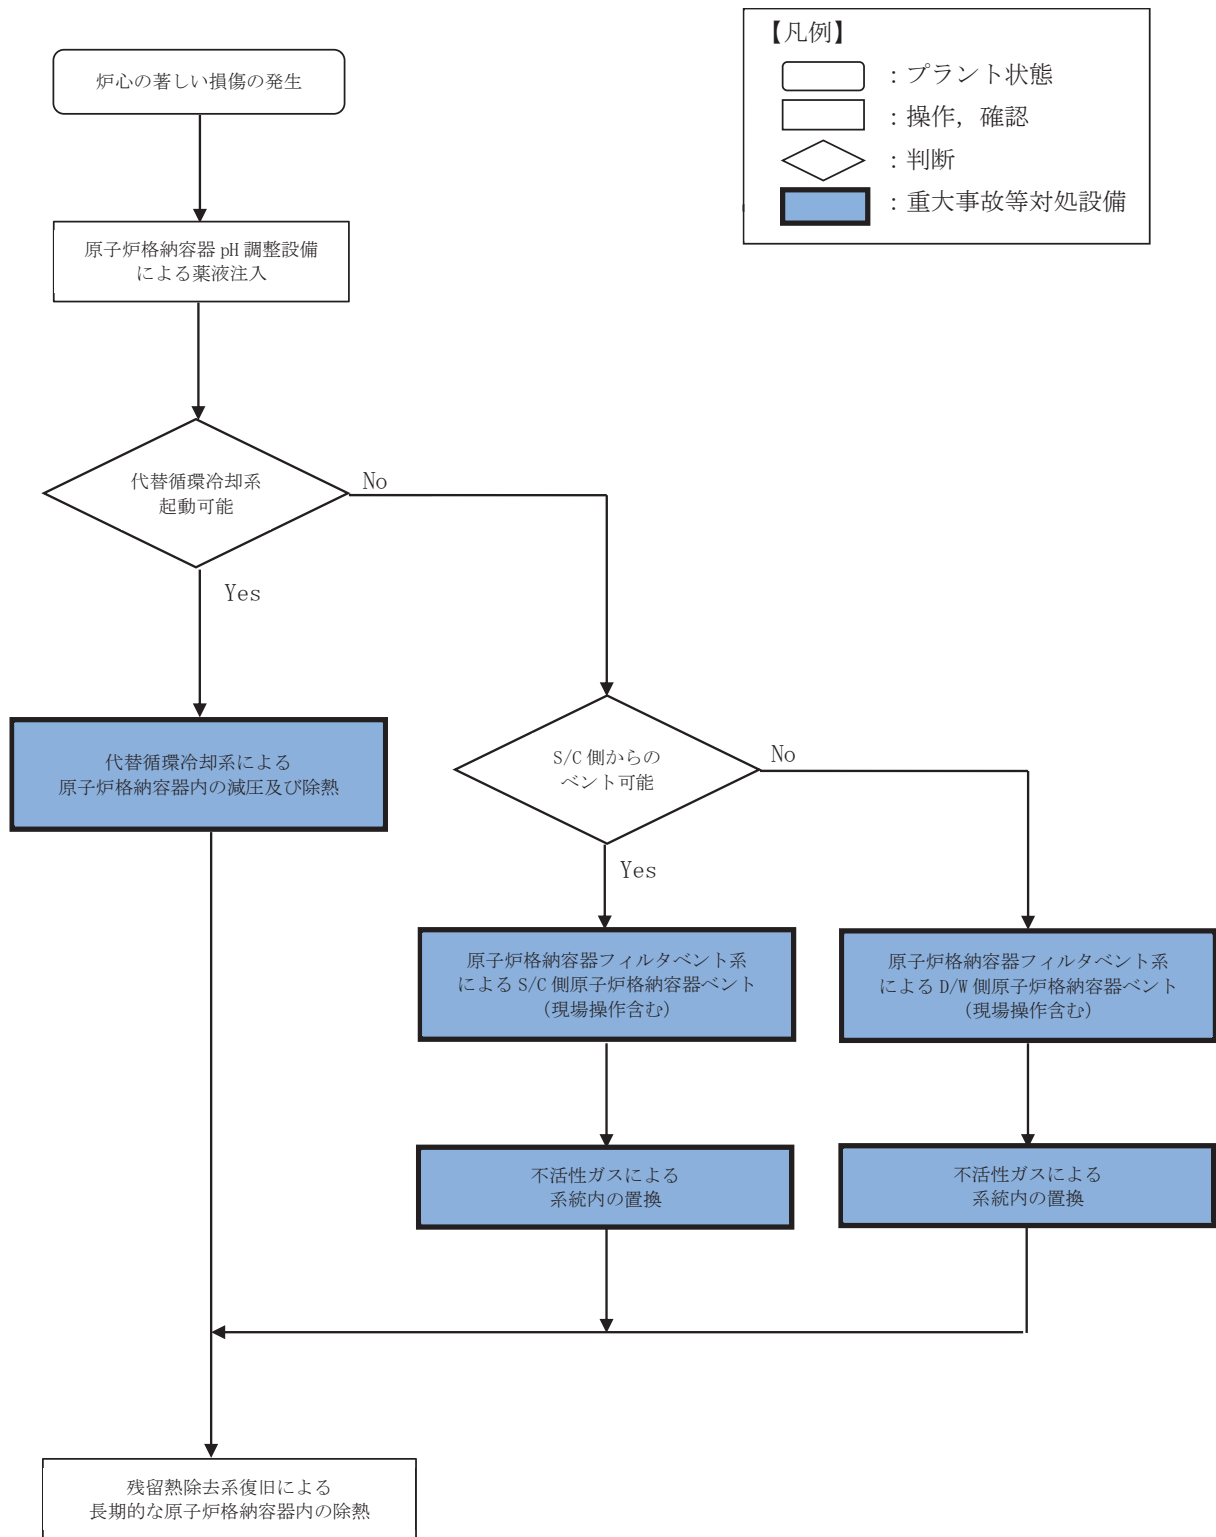 【凡例】
：プラント状態
：操作，確認
：判断
：重大事故等対処設備
炉心の著しい損傷の発生
原子炉格納容器 pH 調整設備
による薬液注入
代替循環冷却系
起動可能
No
Yes
代替循環冷却系による
原子炉格納容器内の減圧及び除熱
S/C 側からの
ベント可能
No
Yes
原子炉格納容器フィルタベント系
による S/C 側原子炉格納容器ベント
（現場操作含む）
原子炉格納容器フィルタベント系
による D/W 側原子炉格納容器ベント
（現場操作含む）
不活性ガスによる
系統内の置換
不活性ガスによる
系統内の置換
残留熱除去系復旧による
長期的な原子炉格納容器内の除熱